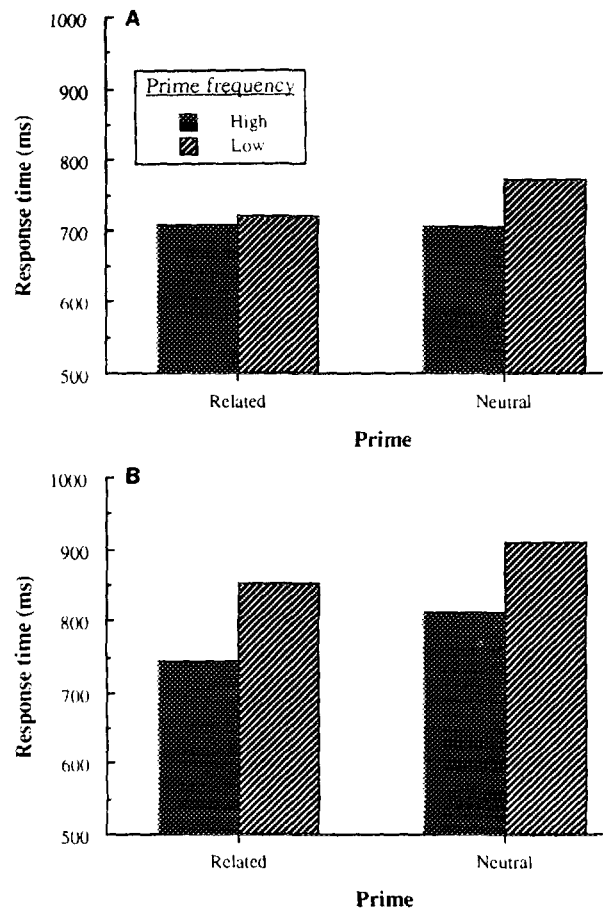 A
1000
900
800
700
600
500
Response time (ms)
Prime frequency
High
Low
Related Neutral
Prime
B
1000
900
800
700
600
500
Response time (ms)
Related Neutral
Prime